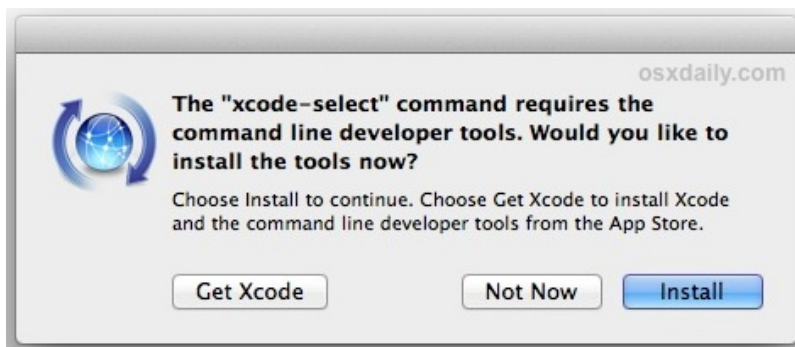 osxdaily.com
The "xcode-select" command requires the
command line developer tools. Would you like to
install the tools now?
Choose Install to continue. Choose Get Xcode to install Xcode
and the command line developer tools from the App Store.
Get Xcode
Not Now
Install